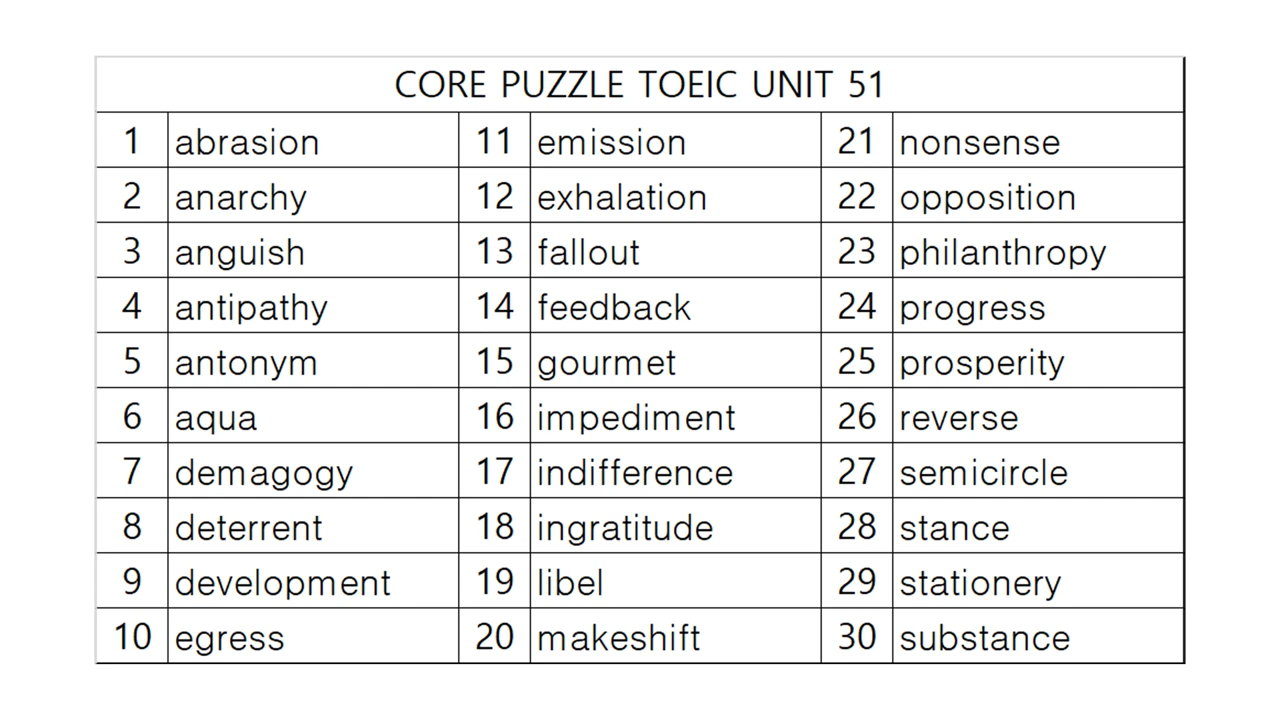 CORE PUZZLE TOEIC UNIT 51
1 abrasion 11 emission 21 nonsense
2 anarchy 12 exhalation 22 opposition
3 anguish 13 fallout 23 philanthropy
4 antipathy 14 feedback 24 progress
5 antonym 15 gourmet 25 prosperity
6 aqua 16 impediment 26 reverse
7 demagogy 17 indifference 27 semicircle
8 deterrent 18 ingratitude 28 stance
9 development 19 libel 29 stationery
10 egress 20 makeshift 30 substance